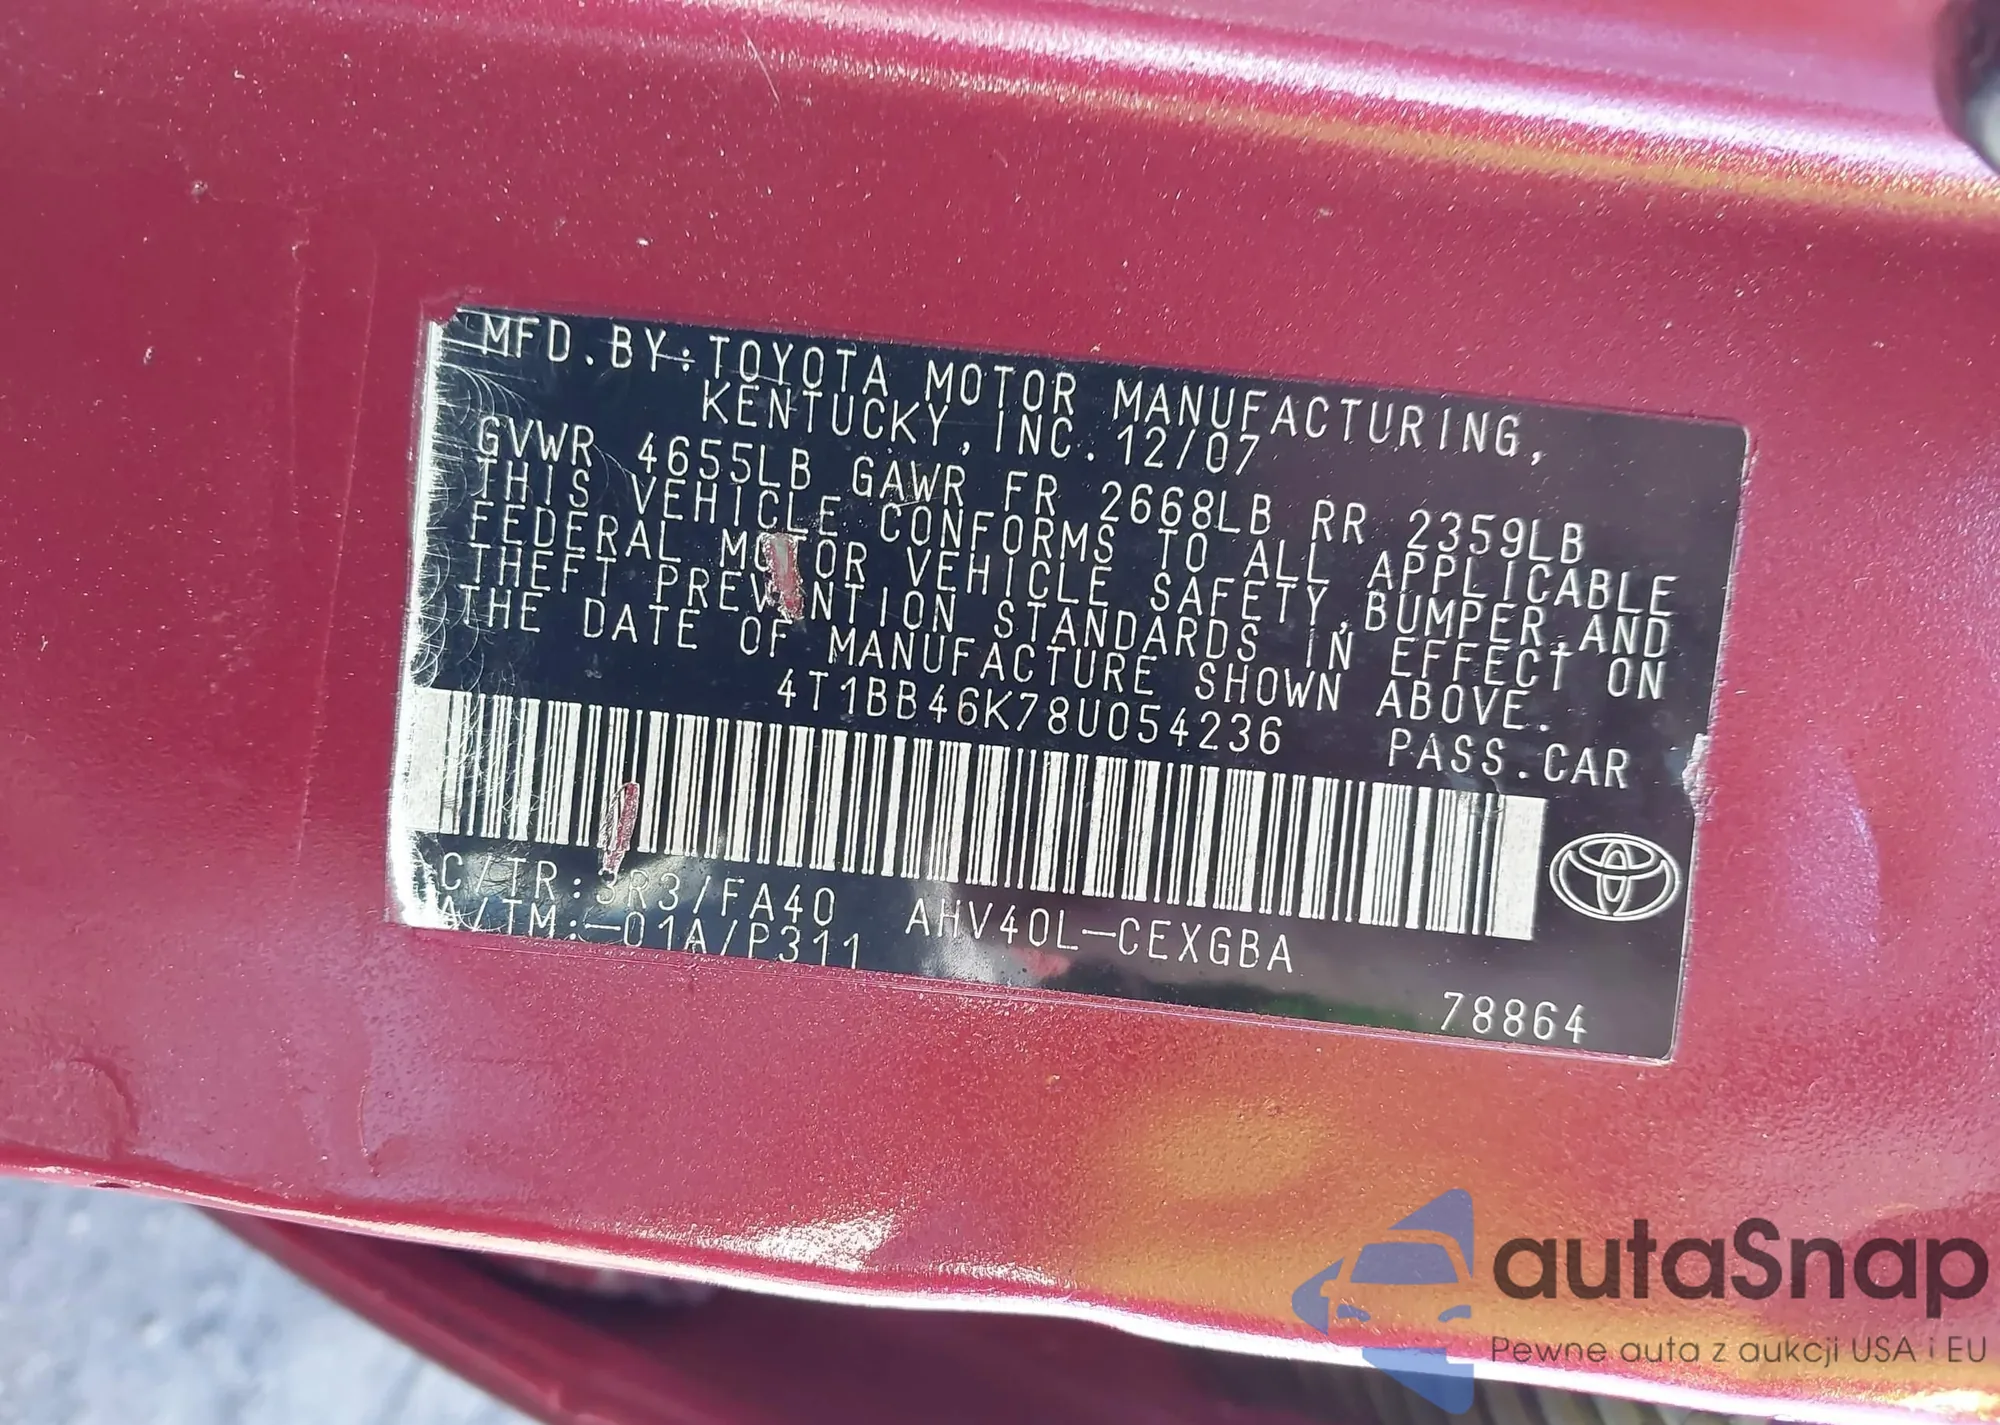 MFD.BY:TOYOTA MOTOR MANUFACTURING,
KENTUCKY,INC. 12/07
GVWR 4655LB GAWR FR 2668LB RR 2359LB
THIS VEHICLE CONFORMS TO ALL APPLICABLE
FEDERAL MOTOR VEHICLE SAFETY,BUMPER,AND
THEFT PREVENTION STANDARDS IN EFFECT ON
THE DATE OF MANUFACTURE SHOWN ABOVE.
4T1BB46K78U054236 PASS.CAR
C/TR:3R3/FA40 AHV40L-CEXGBA
A/TM:-01A/P311
78864
autaSnap
Pewne auta z aukcji USA i EU